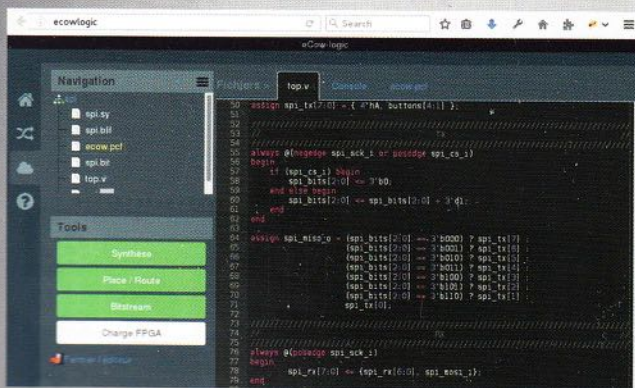 ecowlogic
Search
eCow-logic
Navigation
spi.sy
spi.blif
ecow.pcf
spi.bit
top.v
Tools
Synthèse
Place / Route
Bitstream
Charge FPGA
Fermer l'éditeur
Fichiers »
top.v
Console
ecow.pcf
50 assign spi_tx[7:0] = { 4'hA, buttons[4:1] };
51
52 ////
53 // TX
54 ////
55 always @(negedge spi_sck_i or posedge spi_cs_i)
56 begin
57 if (spi_cs_i) begin
58 spi_bits[2:0] <= 3'b0;
59 end else begin
60 spi_bits[2:0] <= spi_bits[2:0] + 3'd1;
61 end
62 end
63
64 assign spi_miso_o = (spi_bits[2:0] == 3'b000) ? spi_tx[7] :
65 (spi_bits[2:0] == 3'b001) ? spi_tx[6] :
66 (spi_bits[2:0] == 3'b010) ? spi_tx[5] :
67 (spi_bits[2:0] == 3'b011) ? spi_tx[4] :
68 (spi_bits[2:0] == 3'b100) ? spi_tx[3] :
69 (spi_bits[2:0] == 3'b101) ? spi_tx[2] :
70 (spi_bits[2:0] == 3'b110) ? spi_tx[1] :
71 spi_tx[0];
72
73 ////
74 // RX
75 ////
76 always @(posedge spi_sck_i)
77 begin
78 spi_rx[7:0] <= {spi_rx[6:0], spi_mosi_i};
79 end